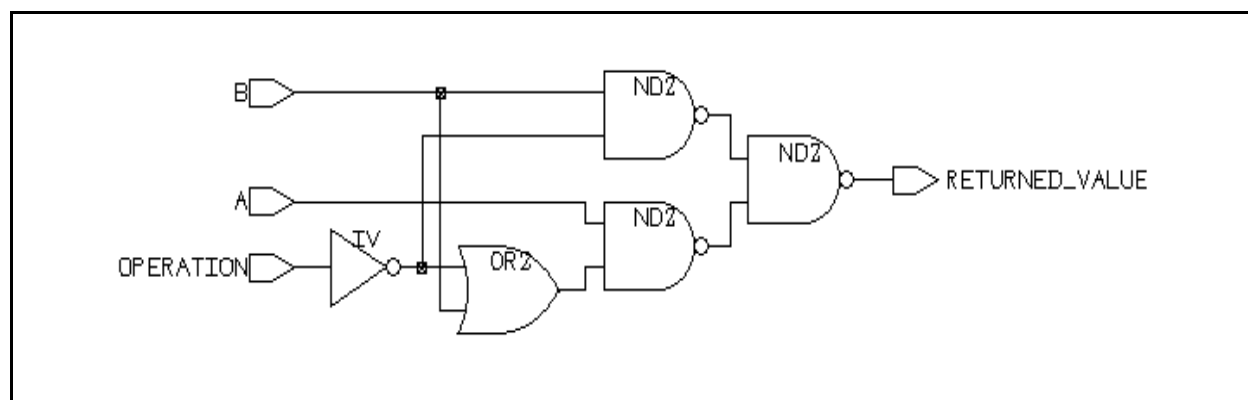 B
ND2
ND2
RETURNED_VALUE
A
ND2
IV
OPERATION
OR2